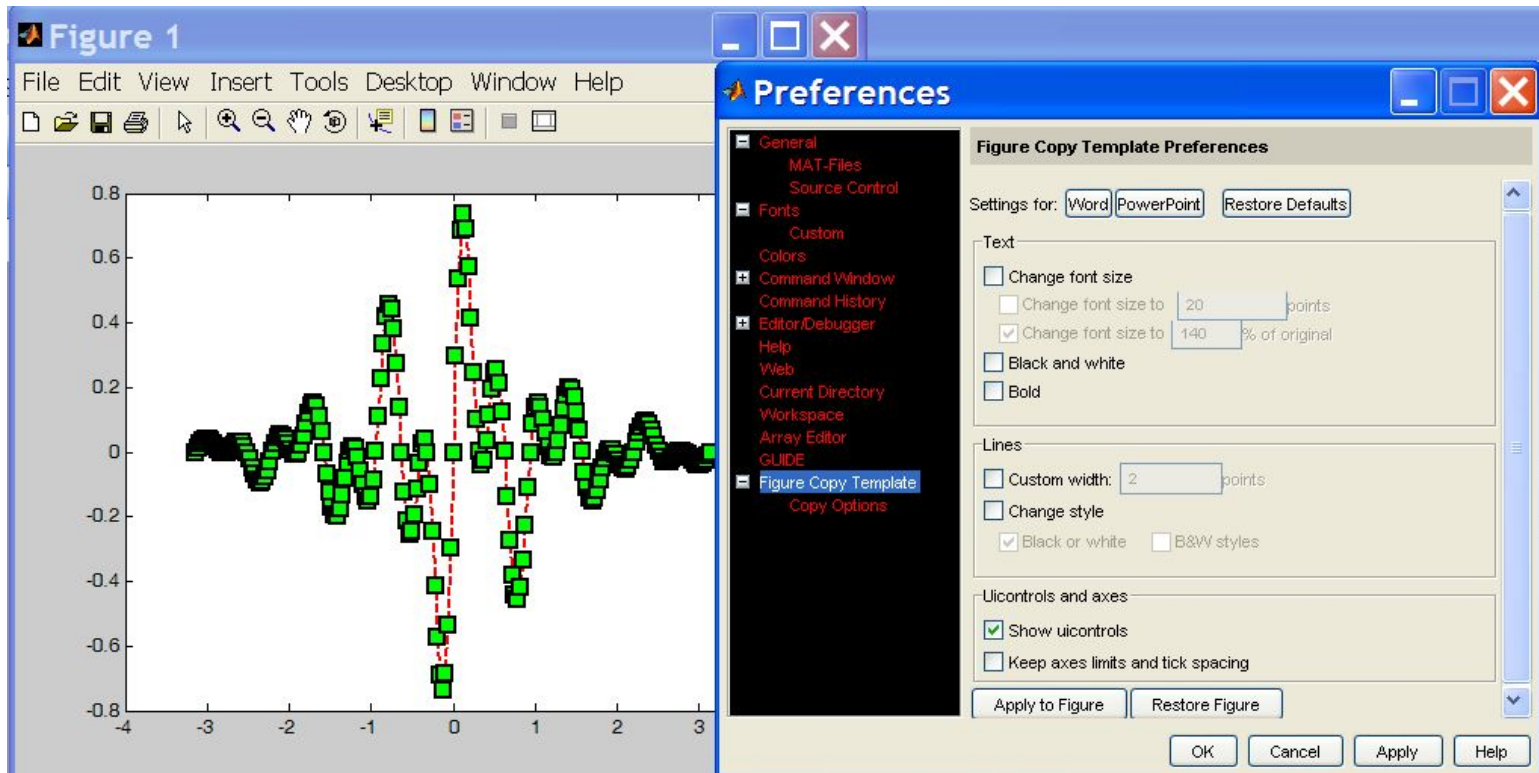 Figure 1
File Edit View Insert Tools Desktop Window Help
0.8
0.6
0.4
0.2
0
-0.2
-0.4
-0.6
-0.8
-4 -3 -2 -1 0 1 2 3
Preferences
General
MAT-Files
Source Control
Fonts
Custom
Colors
Command Window
Command History
Editor/Debugger
Help
Web
Current Directory
Workspace
Array Editor
GUIDE
Figure Copy Template
Copy Options
Figure Copy Template Preferences
Settings for: Word PowerPoint Restore Defaults
Text
Change font size
Change font size to 20 points
Change font size to 140 % of original
Black and white
Bold
Lines
Custom width: 2 points
Change style
Black or white B&W styles
Uicontrols and axes
Show uicontrols
Keep axes limits and tick spacing
Apply to Figure Restore Figure
OK Cancel Apply Help